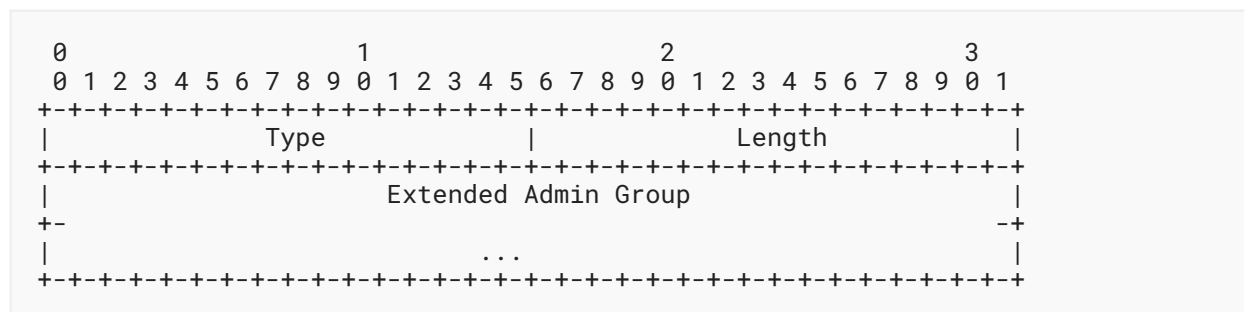 0                   1                   2                   3
 0 1 2 3 4 5 6 7 8 9 0 1 2 3 4 5 6 7 8 9 0 1 2 3 4 5 6 7 8 9 0 1
+-+-+-+-+-+-+-+-+-+-+-+-+-+-+-+-+-+-+-+-+-+-+-+-+-+-+-+-+-+-+-+-+
|              Type             |             Length            |
+-+-+-+-+-+-+-+-+-+-+-+-+-+-+-+-+-+-+-+-+-+-+-+-+-+-+-+-+-+-+-+-+
|                      Extended Admin Group                     |
+-                                                             -+
|                            ...                                |
+-+-+-+-+-+-+-+-+-+-+-+-+-+-+-+-+-+-+-+-+-+-+-+-+-+-+-+-+-+-+-+-+